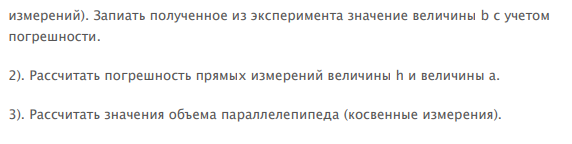 измерений). Запиать полученное из эксперимента значение величины b с учетом
погрешности.
2). Рассчитать погрешность прямых измерений величины h и величины a.
3). Рассчитать значения объема параллелепипеда (косвенные измерения).